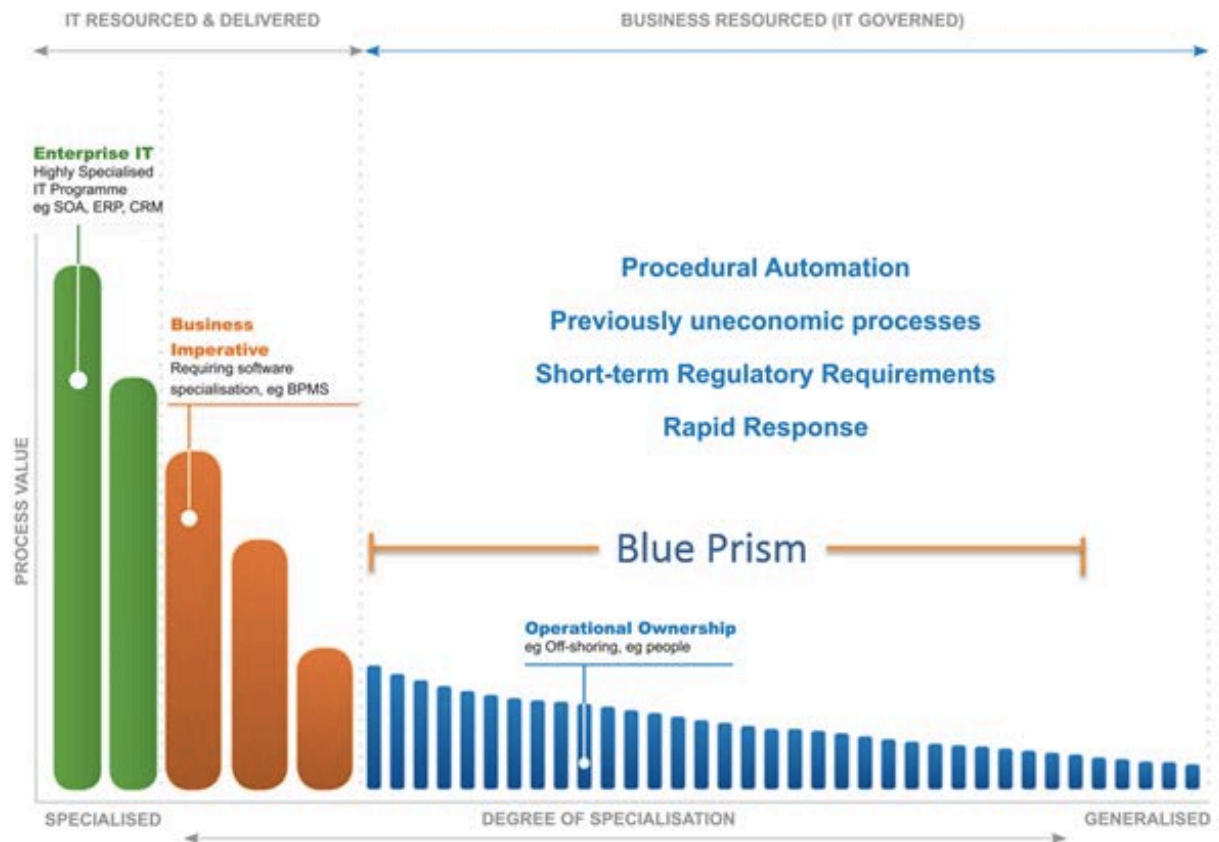 IT RESOURCED & DELIVERED
BUSINESS RESOURCED (IT GOVERNED)
Enterprise IT
Highly Specialised
IT Programme
eg SOA, ERP, CRM
Business
Imperative
Requiring software
specialisation, eg BPMS
Procedural Automation
Previously uneconomic processes
Short-term Regulatory Requirements
Rapid Response
PROCESS VALUE
Blue Prism
Operational Ownership
eg Off-shoring, eg people
SPECIALISED
DEGREE OF SPECIALISATION
GENERALISED